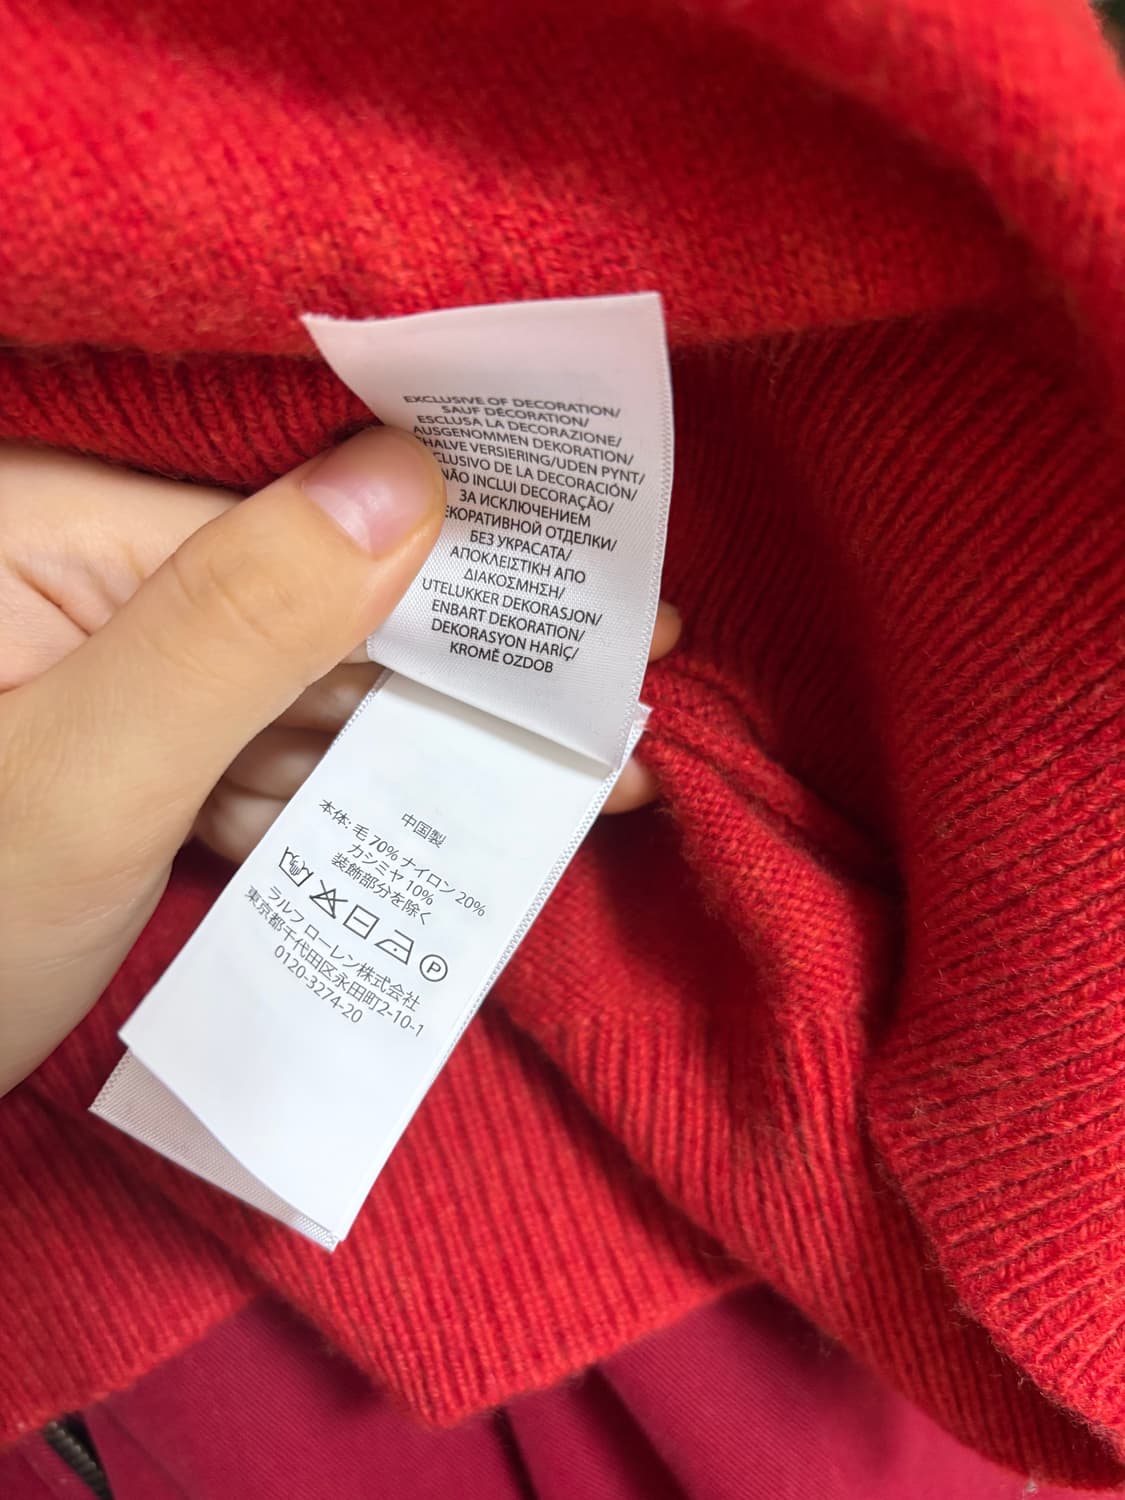 EXCLUSIVE OF DECORATION/
SAUF DÉCORATION/
ESCLUSA LA DECORAZIONE/
AUSGENOMMEN DEKORATION/
HALVE VERSIERING/UDEN PYNT/
CLUSIVO DE LA DECORACIÓN/
NÃO INCLUI DECORAÇÃO/
ЗА ИСКЛЮЧЕНИЕМ
ЕКОРАТИВНОЙ ОТДЕЛКИ/
БЕЗ УКРАСАТА/
ΑΠΟΚΛΕΙΣΤΙΚΗ ΑΠΟ
ΔΙΑΚΟΣΜΗΣΗ/
UTELUKKER DEKORASJON/
ENBART DEKORATION/
DEKORASYON HARİÇ/
KROMĚ OZDOB
中国製
本体: 毛 70% ナイロン 20%
カシミヤ 10%
装飾部分を除く
P
ラルフ ローレン株式会社
東京都千代田区永田町2-10-1
0120-3274-20